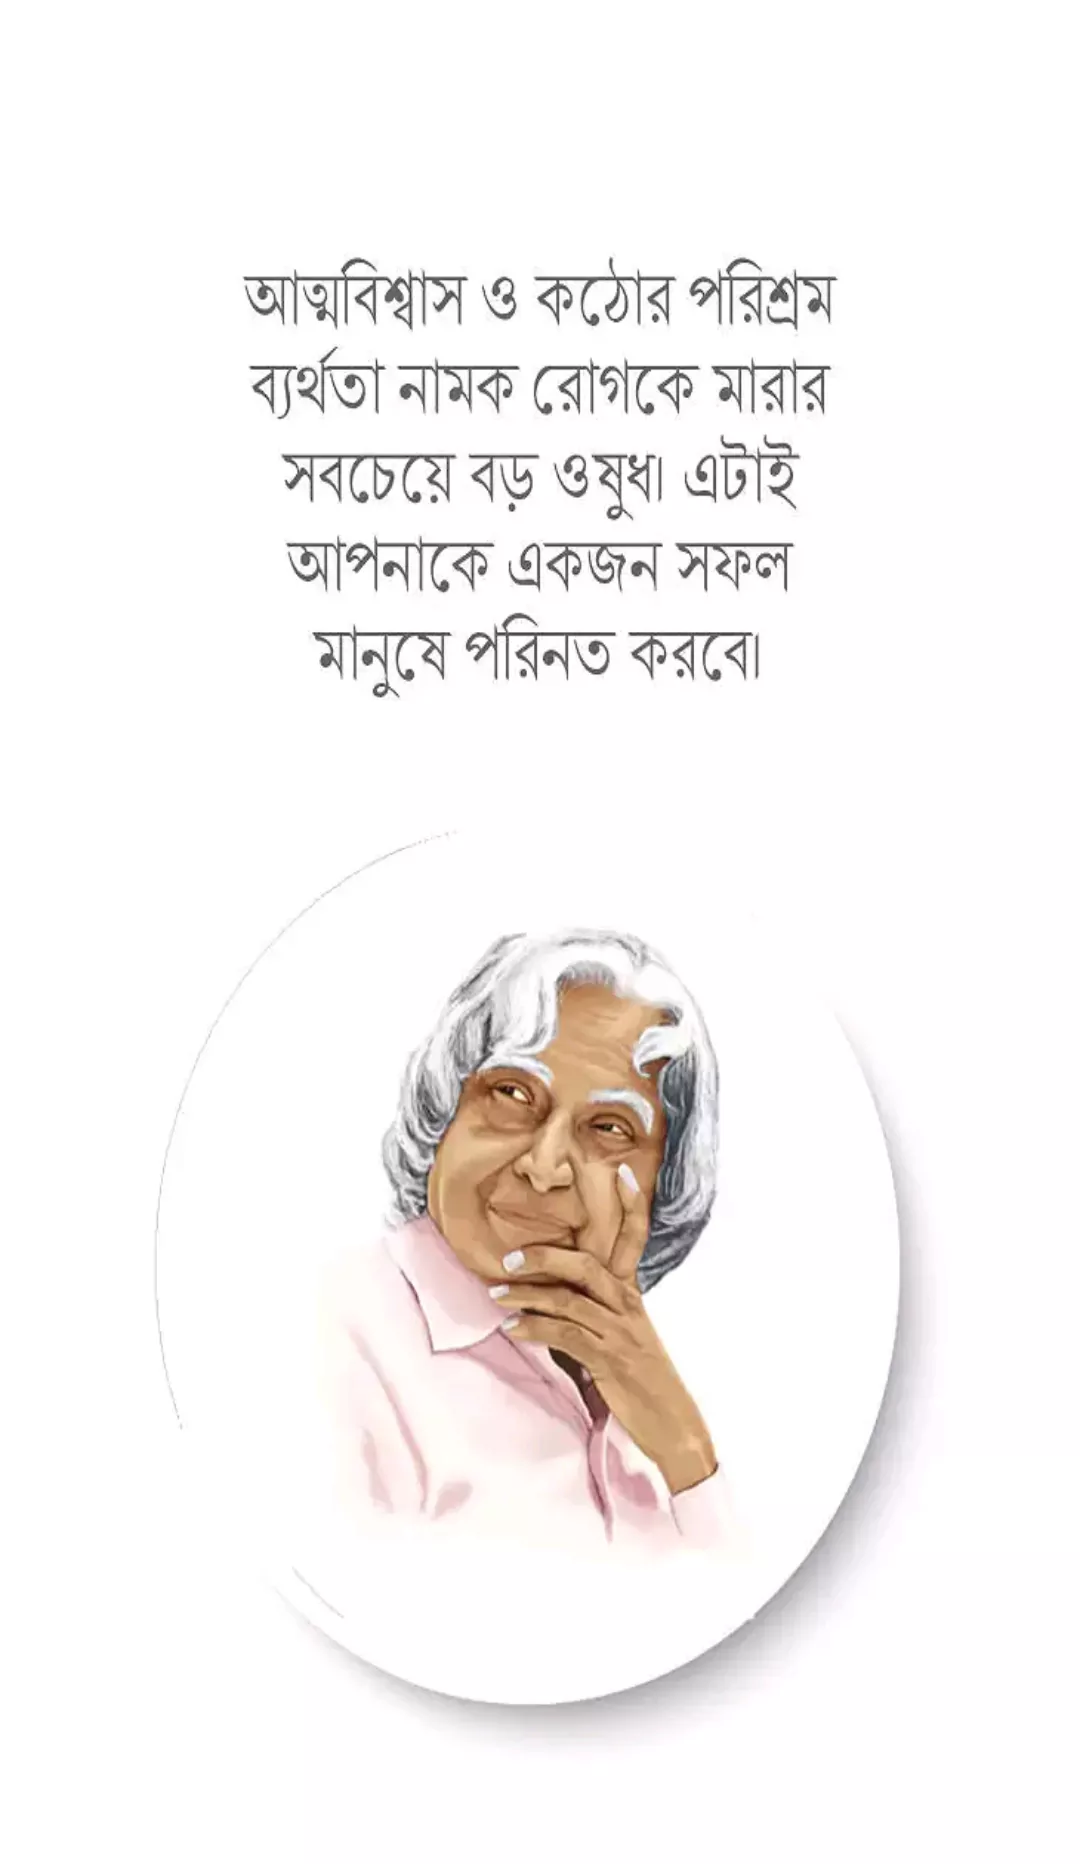 আত্মবিশ্বাস ও কঠোর পরিশ্রম
ব্যর্থতা নামক রোগকে মারার
সবচেয়ে বড় ওষুধ। এটাই
আপনাকে একজন সফল
মানুষে পরিনত করবে।